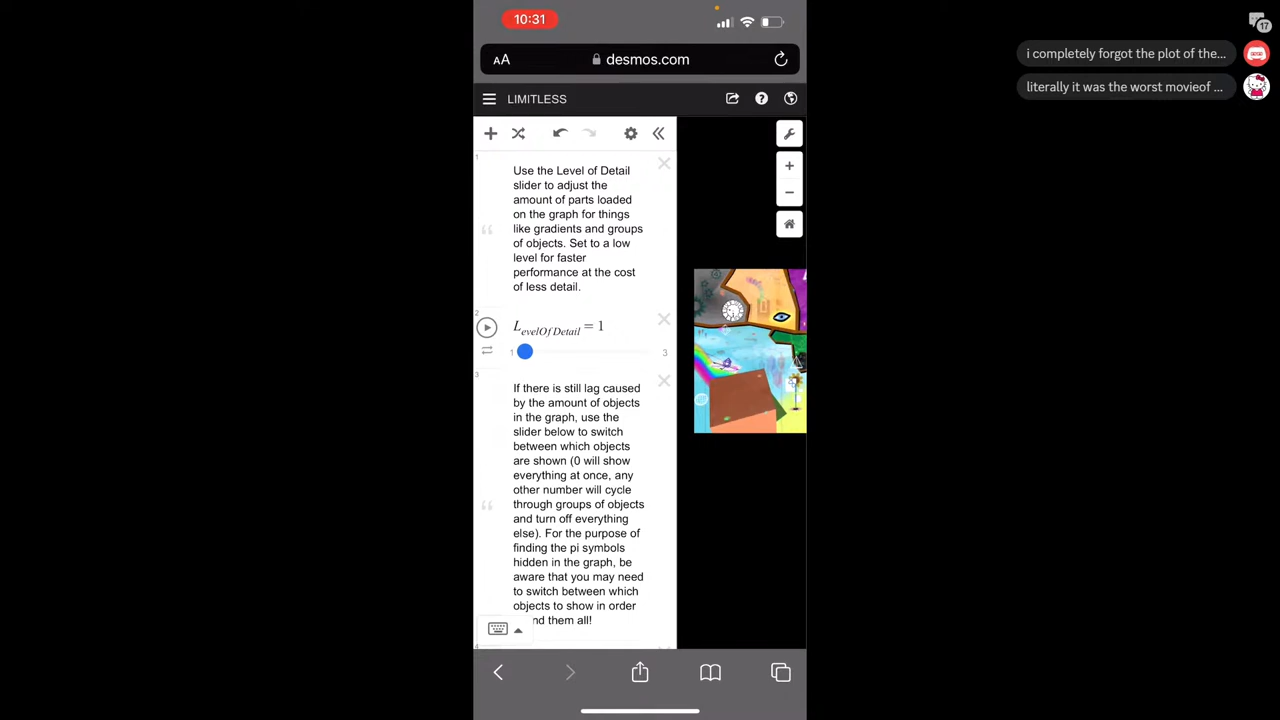 10:31
17
i completely forgot the plot of the...
literally it was the worst movieof ...
AA
desmos.com
LIMITLESS
1
Use the Level of Detail
slider to adjust the
amount of parts loaded
on the graph for things
like gradients and groups
of objects. Set to a low
level for faster
performance at the cost
of less detail.
2
LevelOfDetail = 1
1
3
3
If there is still lag caused
by the amount of objects
in the graph, use the
slider below to switch
between which objects
are shown (0 will show
everything at once, any
other number will cycle
through groups of objects
and turn off everything
else). For the purpose of
finding the pi symbols
hidden in the graph, be
aware that you may need
to switch between which
objects to show in order
nd them all!